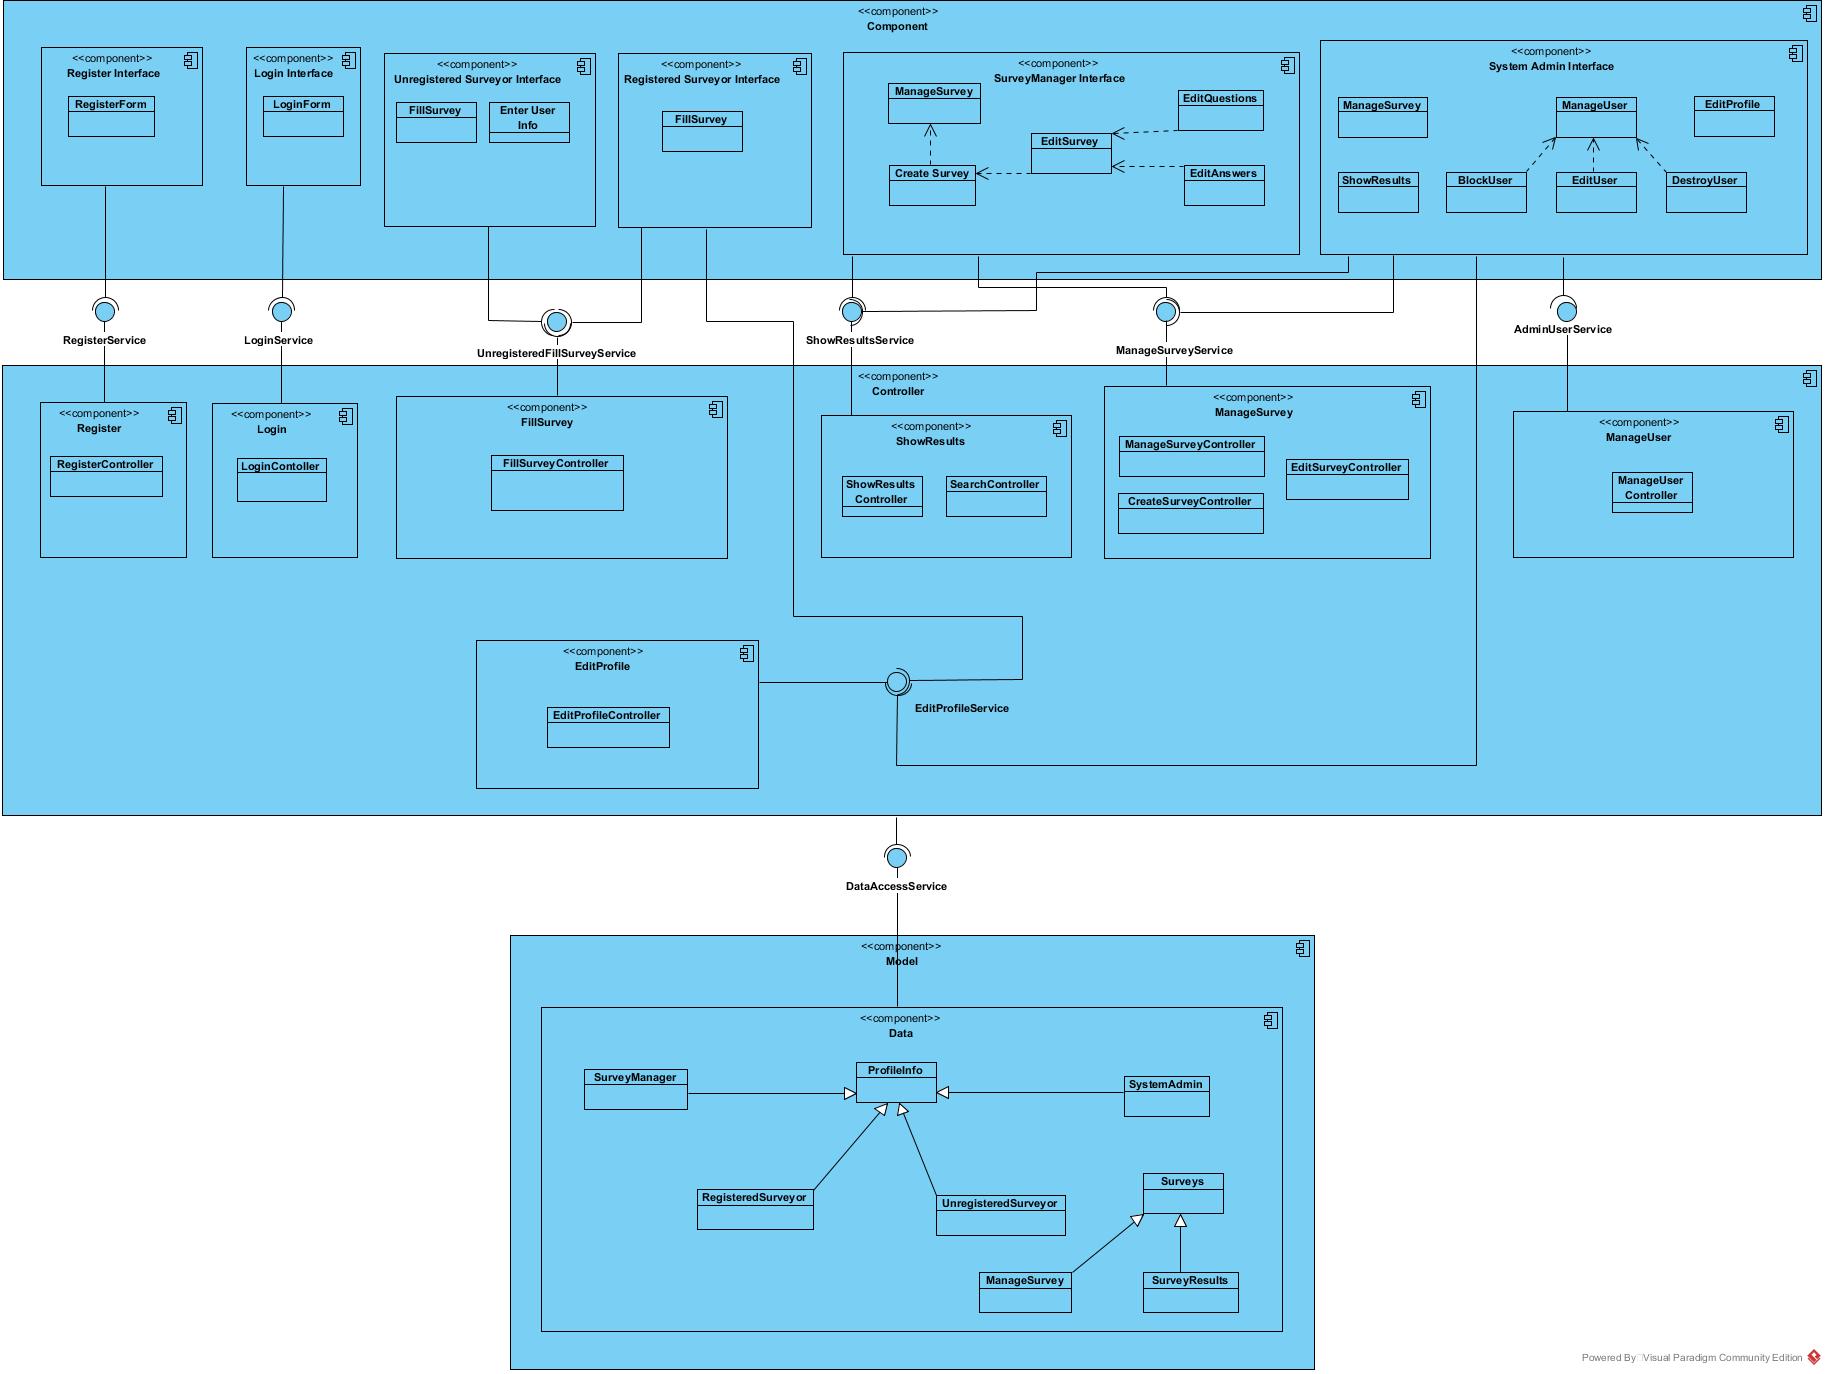 <<component>>
Component
<<component>>
Register Interface
RegisterForm
<<component>>
Login Interface
LoginForm
<<component>>
Unregistered Surveyor Interface
FillSurvey
Enter User
Info
<<component>>
Registered Surveyor Interface
FillSurvey
<<component>>
SurveyManager Interface
ManageSurvey
EditQuestions
EditSurvey
Create Survey
EditAnswers
<<component>>
System Admin Interface
ManageSurvey
ManageUser
EditProfile
ShowResults
BlockUser
EditUser
DestroyUser
RegisterService
LoginService
UnregisteredFillSurveyService
ShowResultsService
ManageSurveyService
AdminUserService
<<component>>
Controller
<<component>>
Register
RegisterController
<<component>>
Login
LoginContoller
<<component>>
FillSurvey
FillSurveyController
<<component>>
ShowResults
ShowResults
Controller
SearchController
<<component>>
ManageSurvey
ManageSurveyController
EditSurveyController
CreateSurveyController
<<component>>
ManageUser
ManageUser
Controller
<<component>>
EditProfile
EditProfileController
EditProfileService
DataAccessService
<<component>>
Model
<<component>>
Data
SurveyManager
ProfileInfo
SystemAdmin
RegisteredSurveyor
UnregisteredSurveyor
Surveys
ManageSurvey
SurveyResults
Powered By Visual Paradigm Community Edition